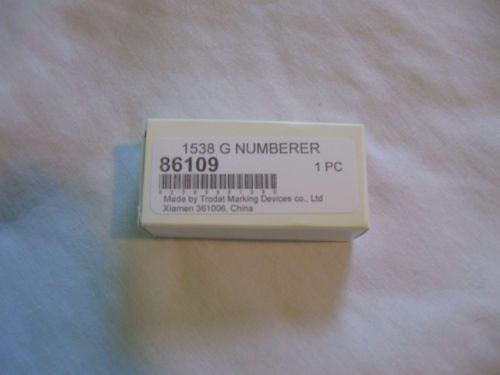 1538 G NUMBERER
86109
1 PC
Made by Trodat Marking Devices co., Ltd
Xiamen 361006, China